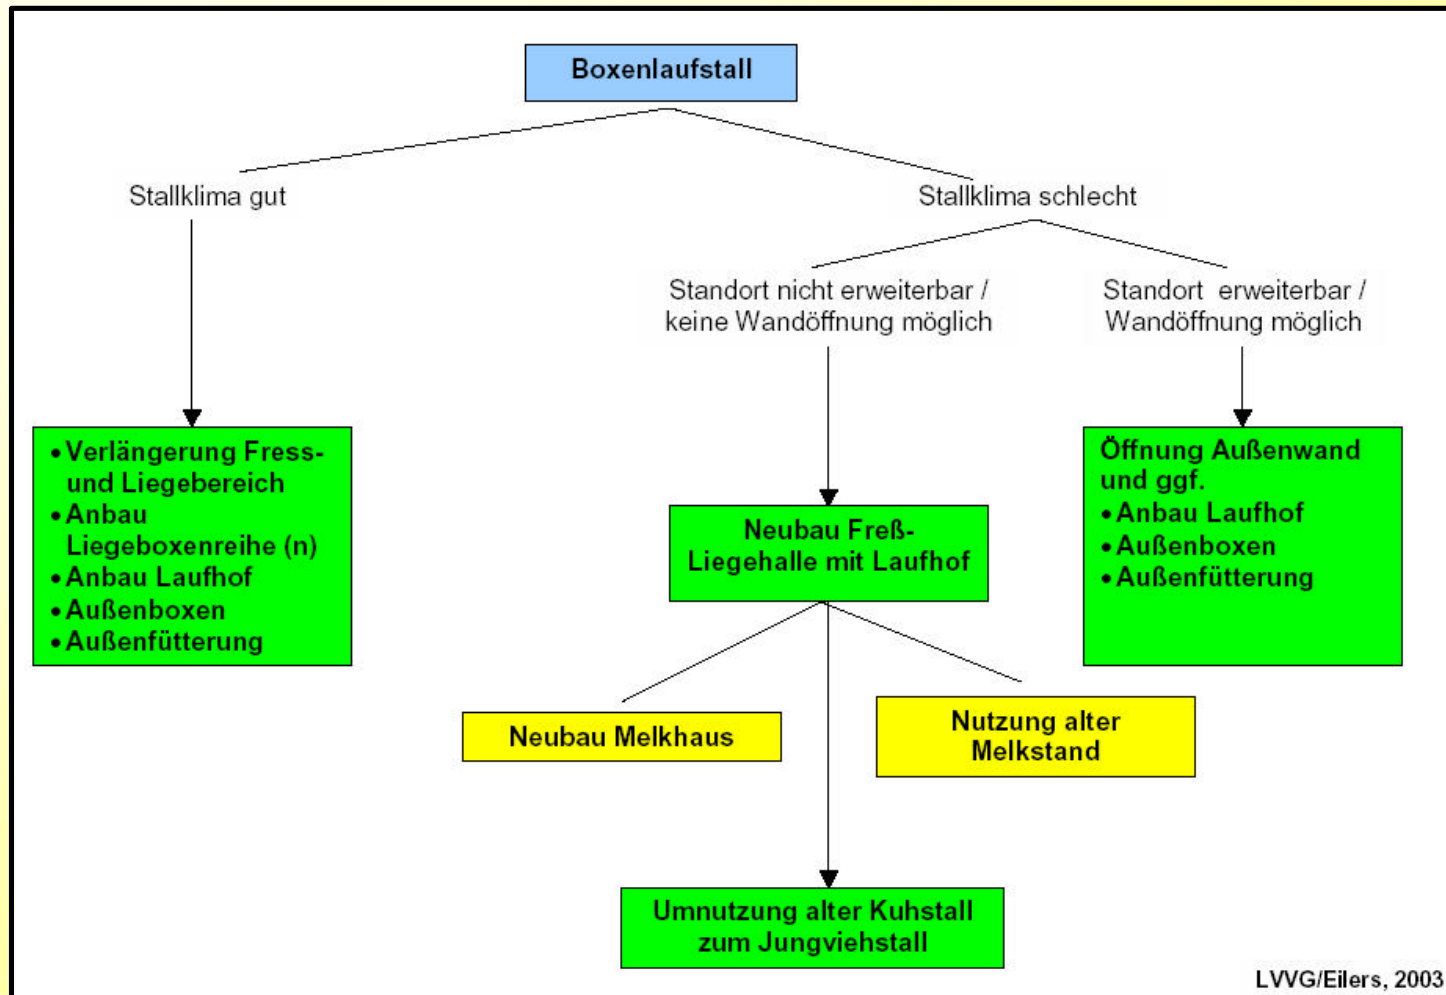 Boxenlaufstall
Stallklima gut
Stallklima schlecht
Standort nicht erweiterbar /
keine Wandöffnung möglich
Standort erweiterbar /
Wandöffnung möglich
•Verlängerung Fress-
und Liegebereich
•Anbau
Liegeboxenreihe (n)
•Anbau Laufhof
•Außenboxen
•Außenfütterung
Neubau Freß-
Liegehalle mit Laufhof
Öffnung Außenwand
und ggf.
•Anbau Laufhof
•Außenboxen
•Außenfütterung
Neubau Melkhaus
Nutzung alter
Melkstand
Umnutzung alter Kuhstall
zum Jungviehstall
LVVG/Eilers, 2003